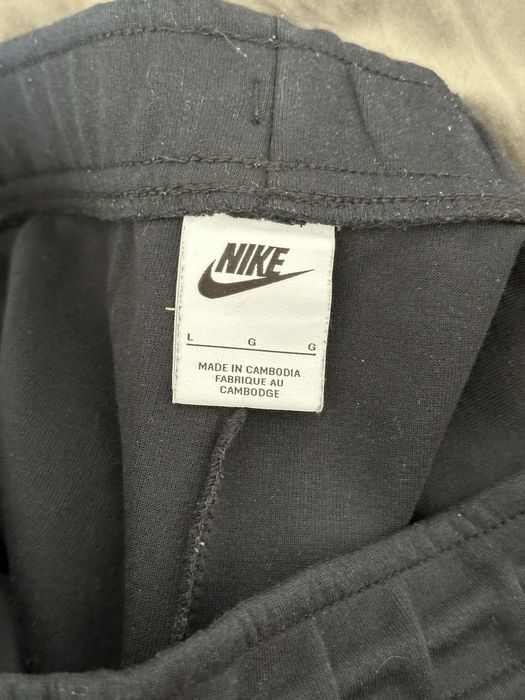 NIKE
L G G
MADE IN CAMBODIA
FABRIQUE AU
CAMBODGE